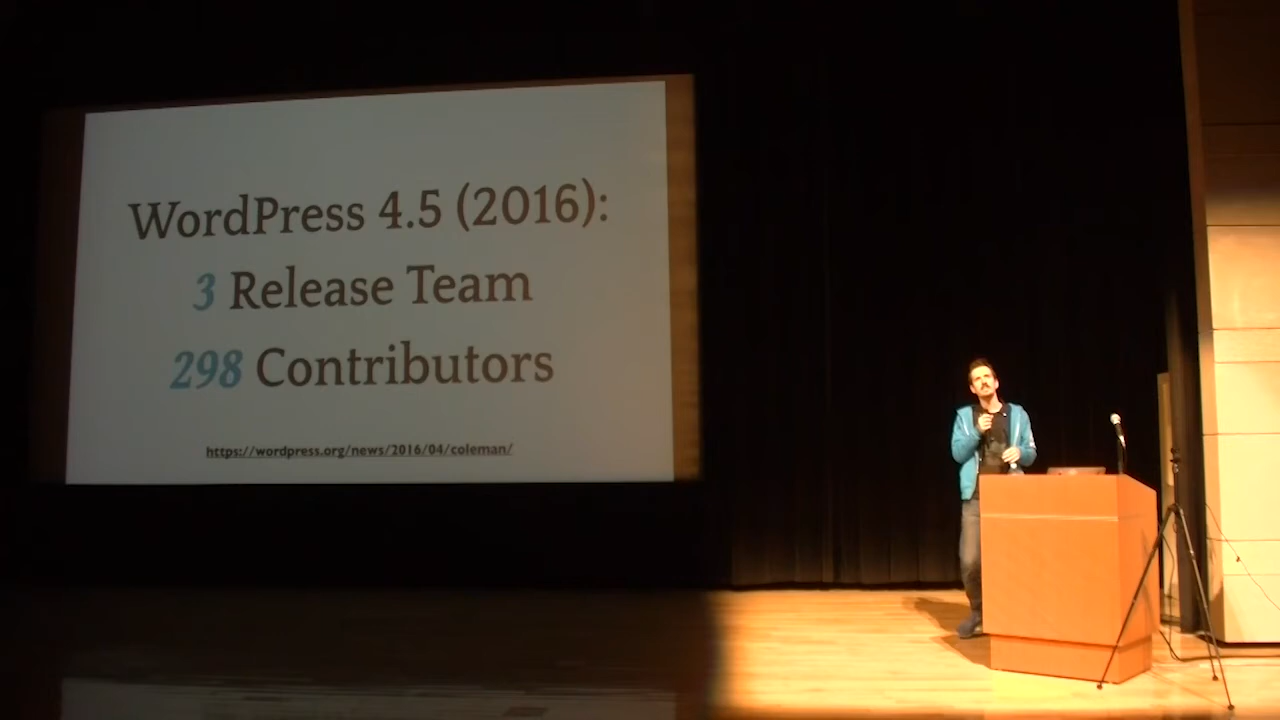 WordPress 4.5 (2016):
3 Release Team
298 Contributors
https://wordpress.org/news/2016/04/coleman/